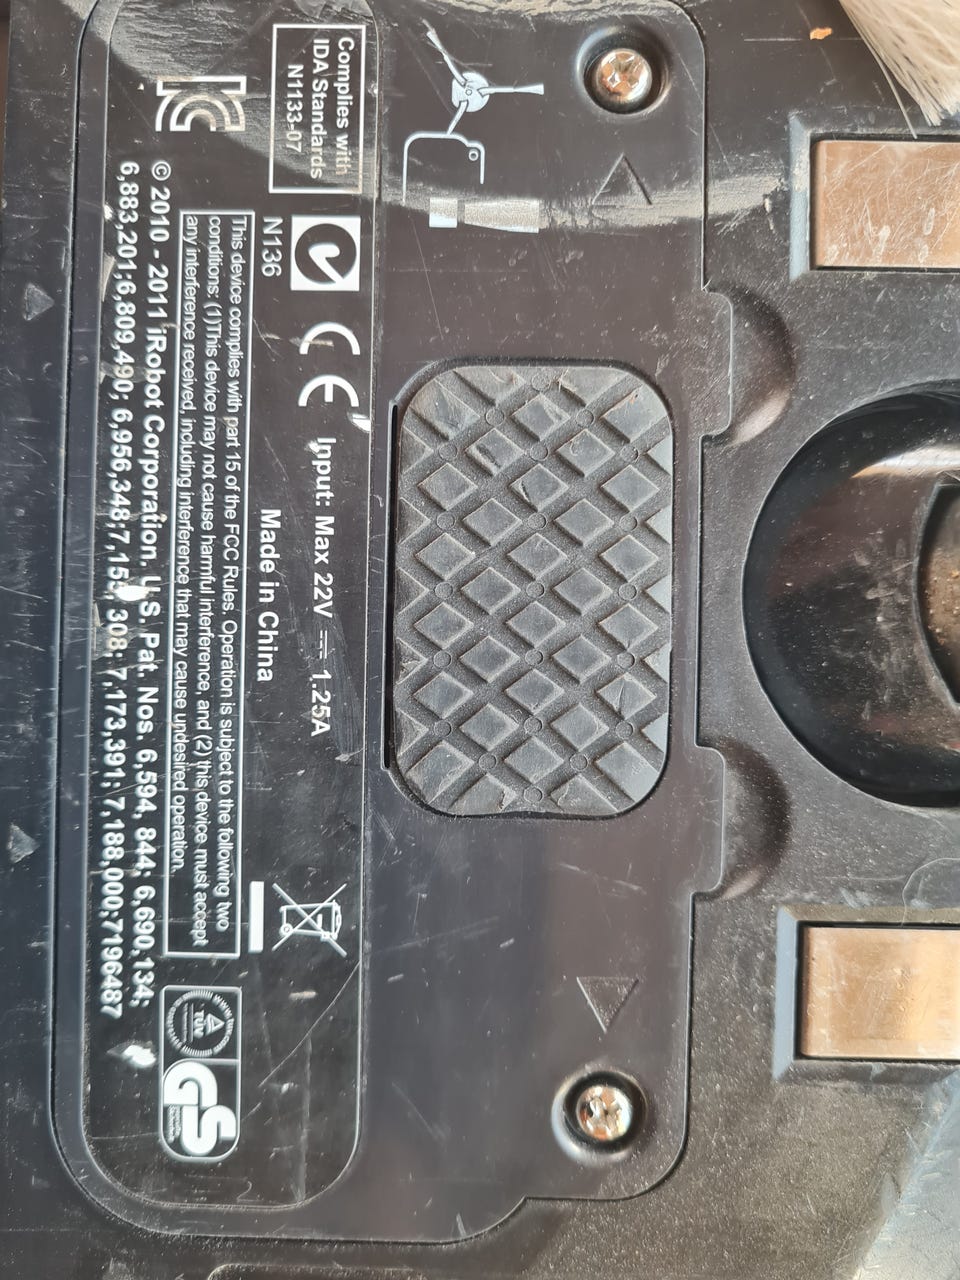 Complies with
IDA Standards
N1133-07
N136
CE
Input: Max 22V ⎓ 1.25A
Made in China
This device complies with part 15 of the FCC Rules. Operation is subject to the following two
conditions: (1)This device may not cause harmful interference, and (2) this device must accept
any interference received, including interference that may cause undesired operation.
© 2010 - 2011 iRobot Corporation. U.S. Pat. Nos. 6,594, 844; 6,690,134;
6,883,201;6,809,490; 6,956,348;7,155, 308; 7,173,391; 7,188,000;7196487
TÜV
GS